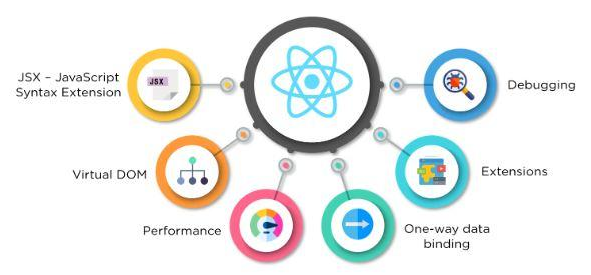 JSX – JavaScript
Syntax Extension
JSX
Debugging
Virtual DOM
Extensions
Performance
One-way data
binding